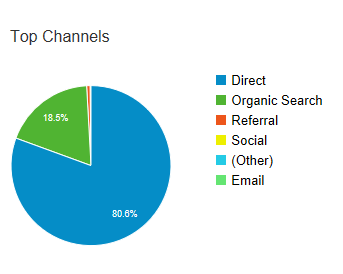 Top Channels
Direct
Organic Search
Referral
Social
(Other)
Email
18.5%
80.6%